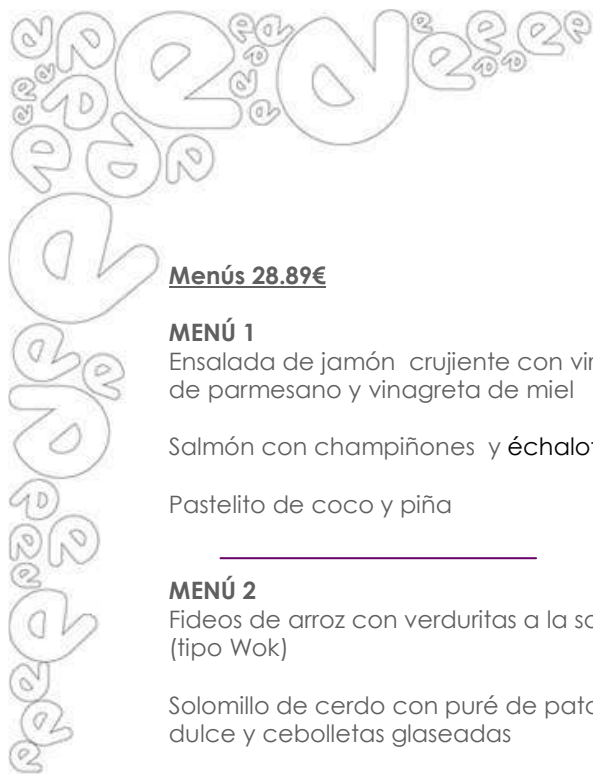 Menús 28.89€
MENÚ 1
Ensalada de jamón crujiente con
de parmesano y vinagreta de miel
Salmón con champiñones y
Pastelito de coco y piña
MENÚ 2
Fideos de arroz con verduritas a la
(tipo Wok)
Solomillo de cerdo con puré de
dulce y cebolletas glaseadas